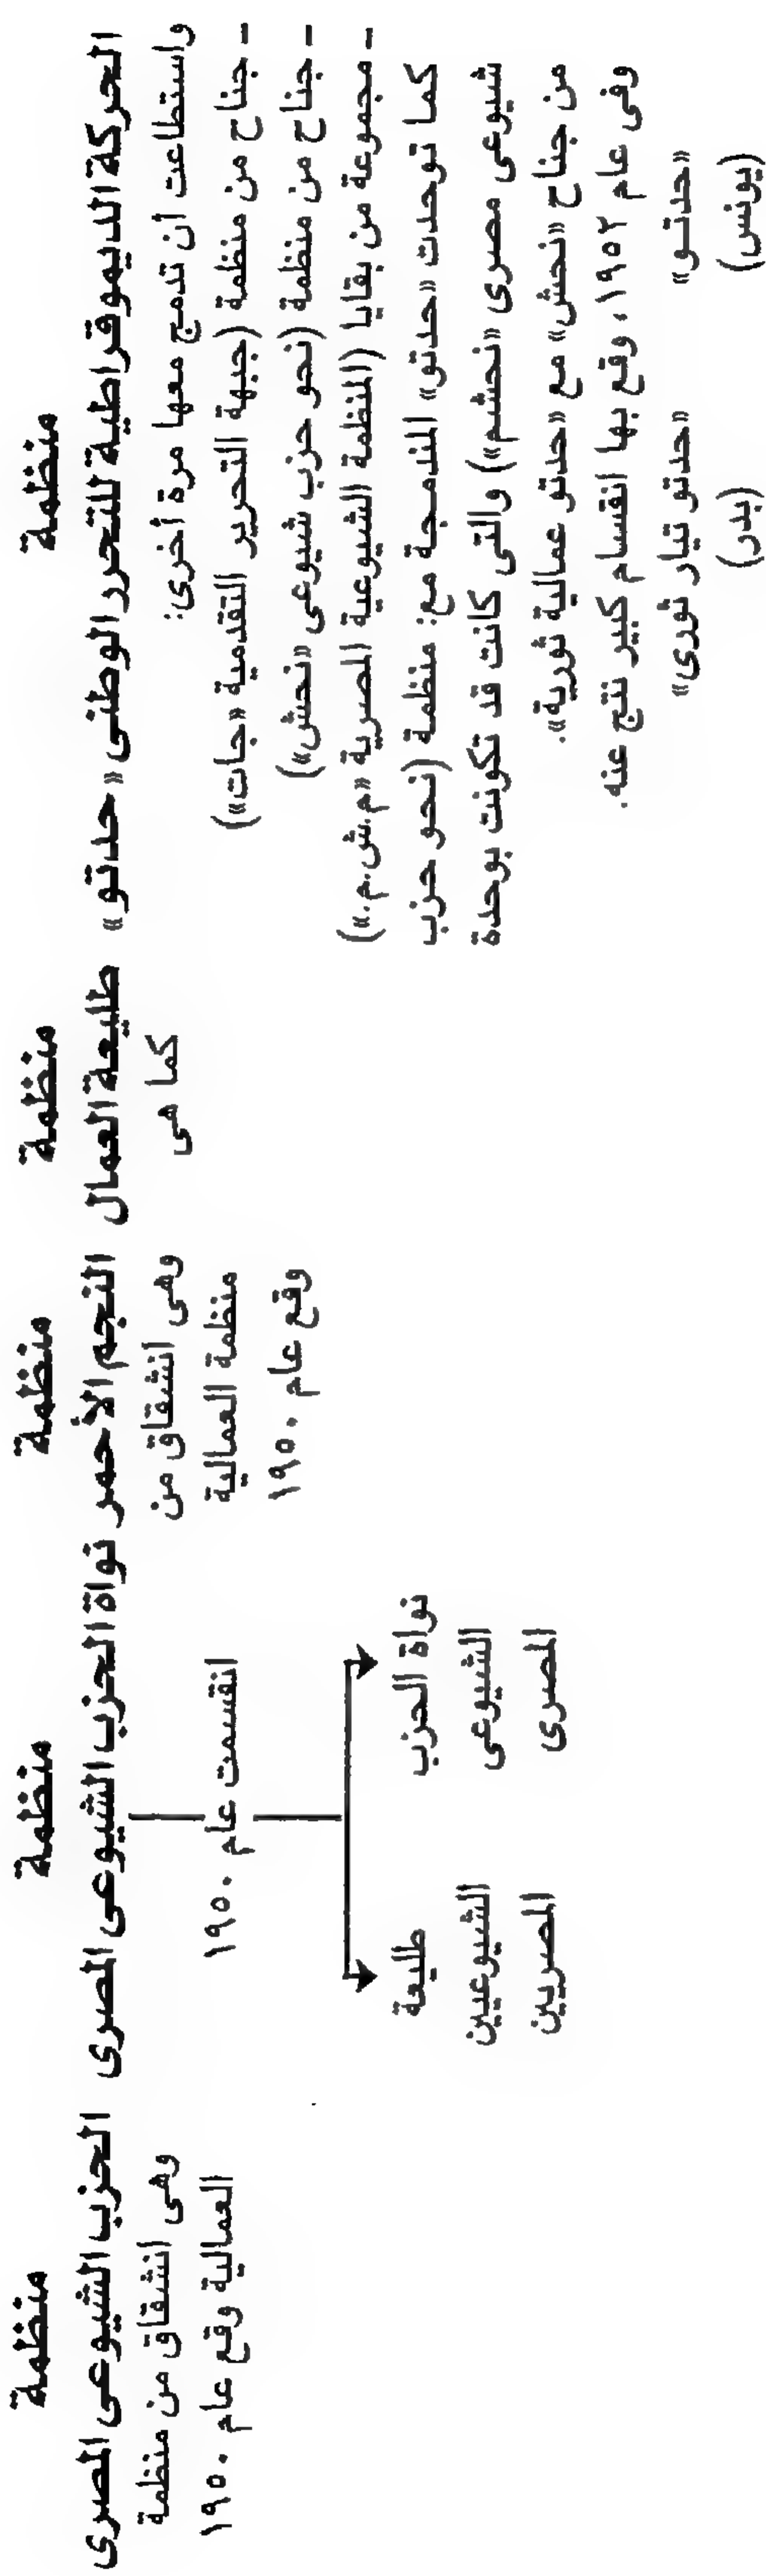 منظمة
الحركة الديموقراطية للتحرر الوطنى «حدتو»
واستطاعت أن تدمج معها مرة أخرى:
- جناح من منظمة (جبهة التحرير التقدمية «جات»)
- جناح من منظمة (نحو حزب شيوعى «نحش»)
- مجموعة من بقايا (المنظمة الشيوعية المصرية «م.ش.م.»)
كما توحدت «حدتو» المندمجة مع: منظمة (نحو حزب
شيوعى مصرى «نحشم») والتى كانت قد تكونت بوحدة
من جناح «نحش» مع «حدتو عمالية ثورية».
وفى عام ١٩٥٢، وقع بها انقسام كبير نتج عنه.
«حدتو» «حدتو تيار ثورى»
(يونس) (بدر)
منظمة
طليعة العمال
كما هى
منظمة
النجم الأحمر
وهى انشقاق من
منظمة العمالية
وقع عام ١٩٥٠
منظمة
نواة الحزب الشيوعى المصرى
انقسمت عام ١٩٥٠
نواة الحزب
الشيوعى
المصرى
طليعة
الشيوعيين
المصريين
منظمة
الحزب الشيوعى المصرى
وهى انشقاق من منظمة
العمالية وقع عام ١٩٥٠